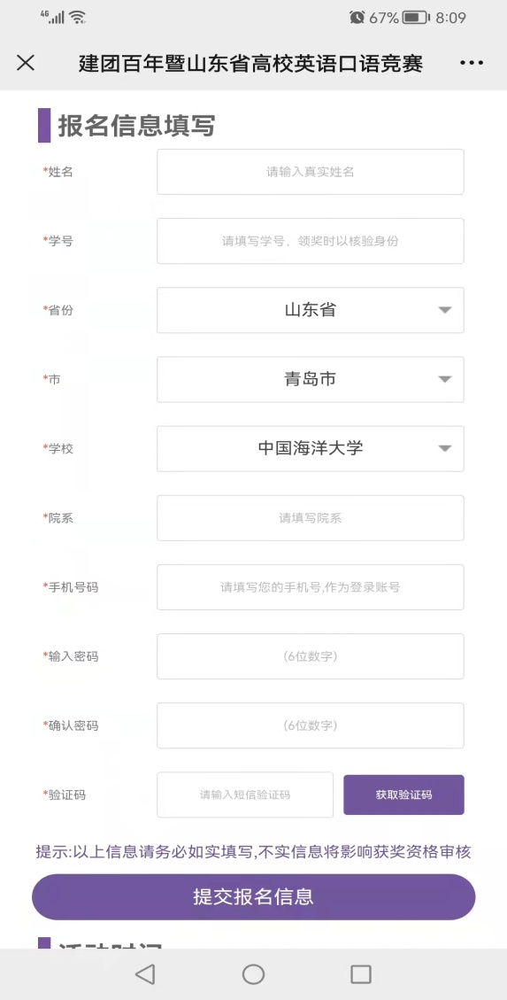 4G 67% 8:09
建团百年暨山东省高校英语口语竞赛
报名信息填写
*姓名 请输入真实姓名
*学号 请填写学号，领奖时以核验身份
*省份 山东省
*市 青岛市
*学校 中国海洋大学
*院系 请填写院系
*手机号码 请填写您的手机号,作为登录账号
*输入密码 (6位数字)
*确认密码 (6位数字)
*验证码 请输入短信验证码 获取验证码
提示:以上信息请务必如实填写,不实信息将影响获奖资格审核
提交报名信息
活动时间